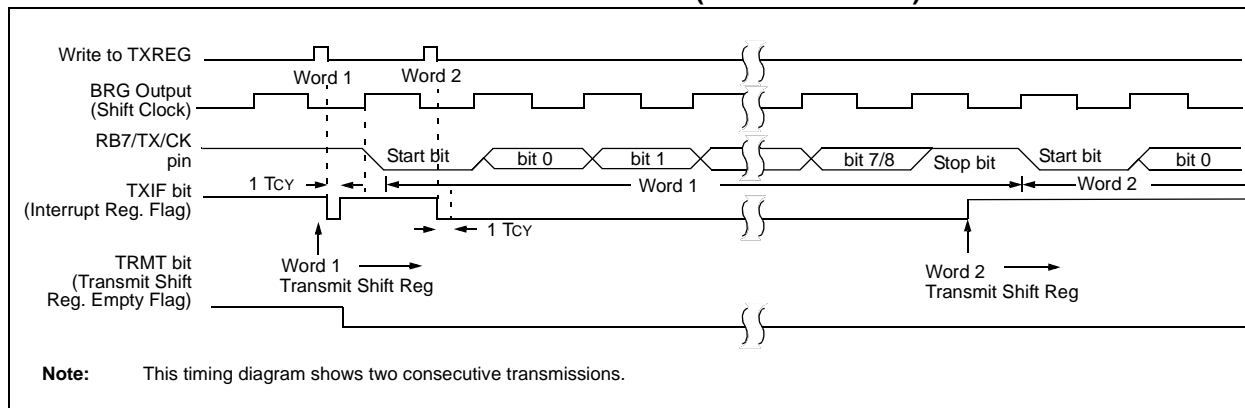 Write to TXREG
Word 1
Word 2
BRG Output
(Shift Clock)
RB7/TX/CK
pin
Start bit
bit 0
bit 1
bit 7/8
Stop bit
Start bit
bit 0
1 TCY
Word 1
Word 2
TXIF bit
(Interrupt Reg. Flag)
1 TCY
TRMT bit
(Transmit Shift
Reg. Empty Flag)
Word 1
Transmit Shift Reg
Word 2
Transmit Shift Reg
Note: This timing diagram shows two consecutive transmissions.